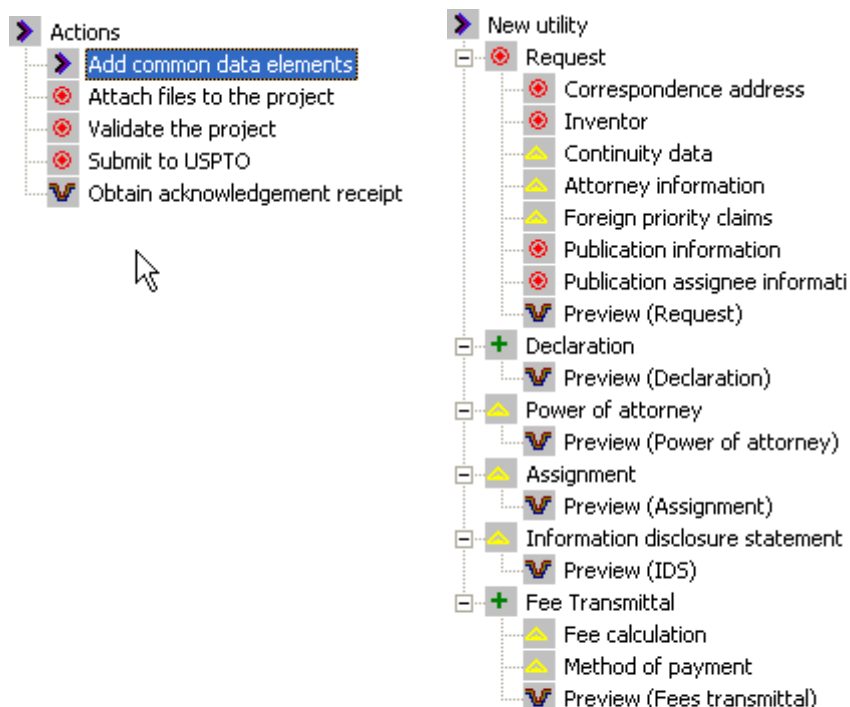 Actions
Add common data elements
Attach files to the project
Validate the project
Submit to USPTO
Obtain acknowledgement receipt
New utility
Request
Correspondence address
Inventor
Continuity data
Attorney information
Foreign priority claims
Publication information
Publication assignee informati
Preview (Request)
Declaration
Preview (Declaration)
Power of attorney
Preview (Power of attorney)
Assignment
Preview (Assignment)
Information disclosure statement
Preview (IDS)
Fee Transmittal
Fee calculation
Method of payment
Preview (Fees transmittal)